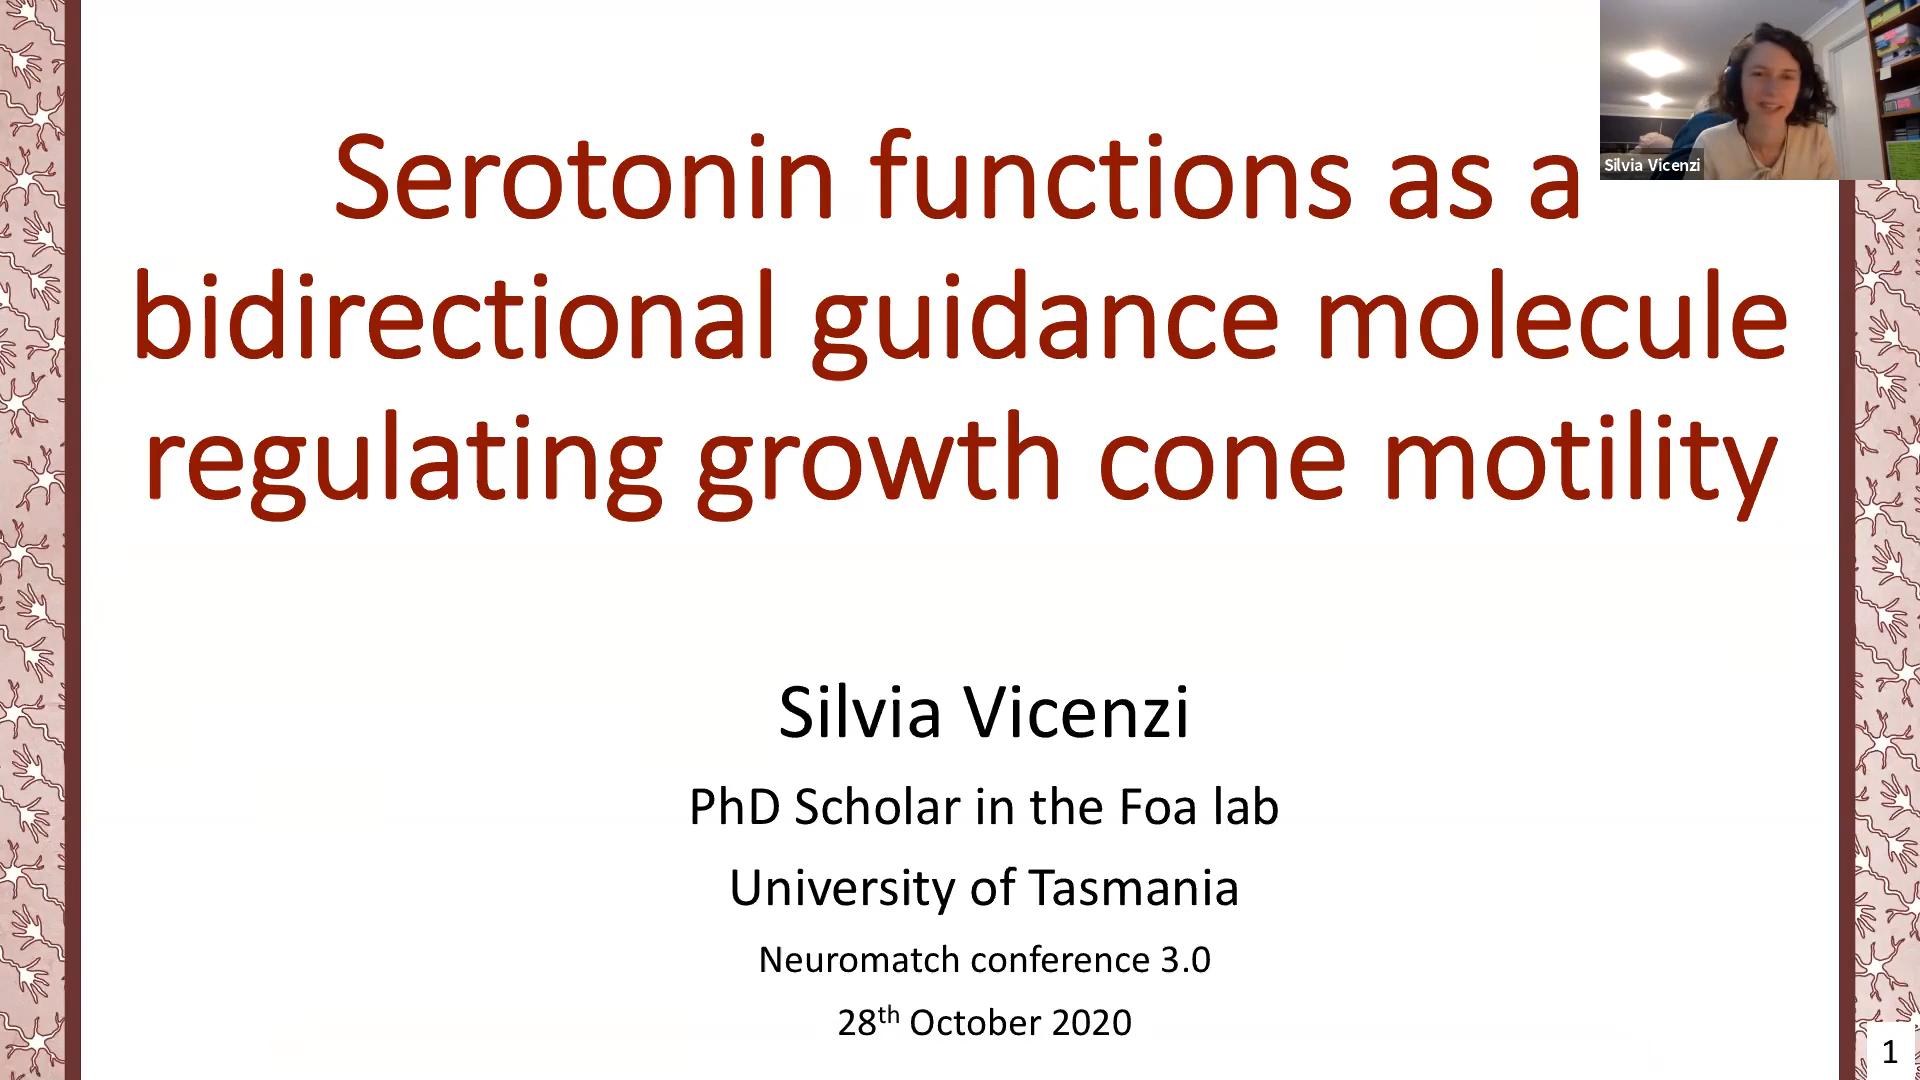 Serotonin functions as a
bidirectional guidance molecule
regulating growth cone motility
Silvia Vicenzi
Silvia Vicenzi
PhD Scholar in the Foa lab
University of Tasmania
Neuromatch conference 3.0
28th October 2020
1